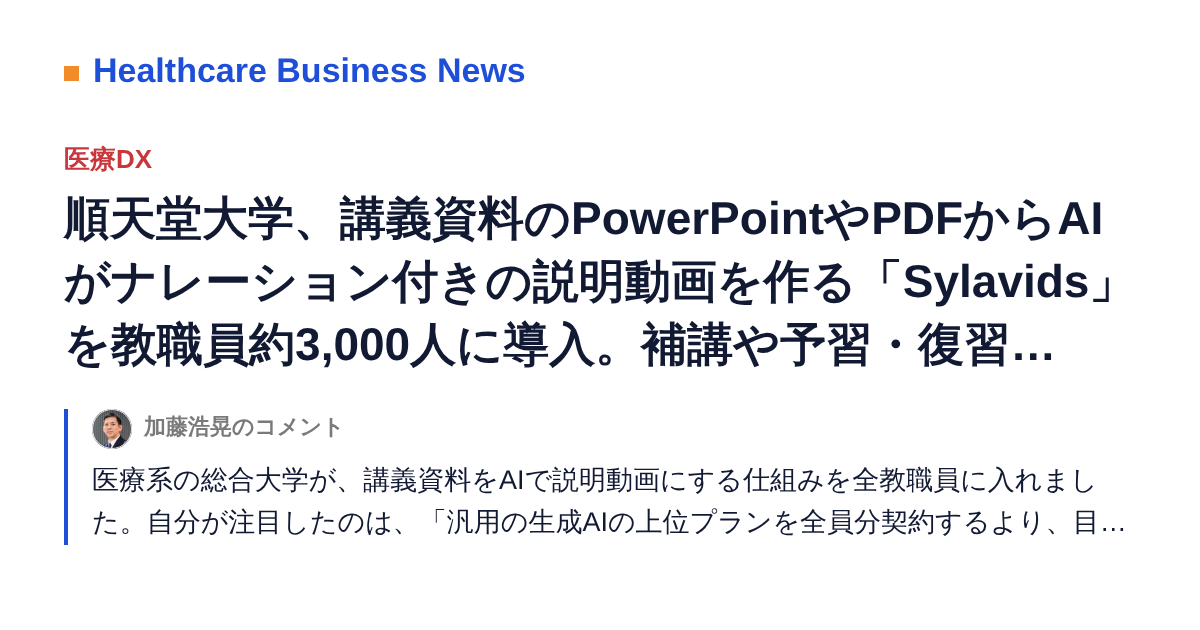 Healthcare Business News
医療DX
順天堂大学、講義資料のPowerPointやPDFからAI
がナレーション付きの説明動画を作る「Sylavids」
を教職員約3,000人に導入。補講や予習・復習…
加藤浩晃のコメント
医療系の総合大学が、講義資料をAIで説明動画にする仕組みを全教職員に入れまし
た。自分が注目したのは、「汎用の生成AIの上位プランを全員分契約するより、目…